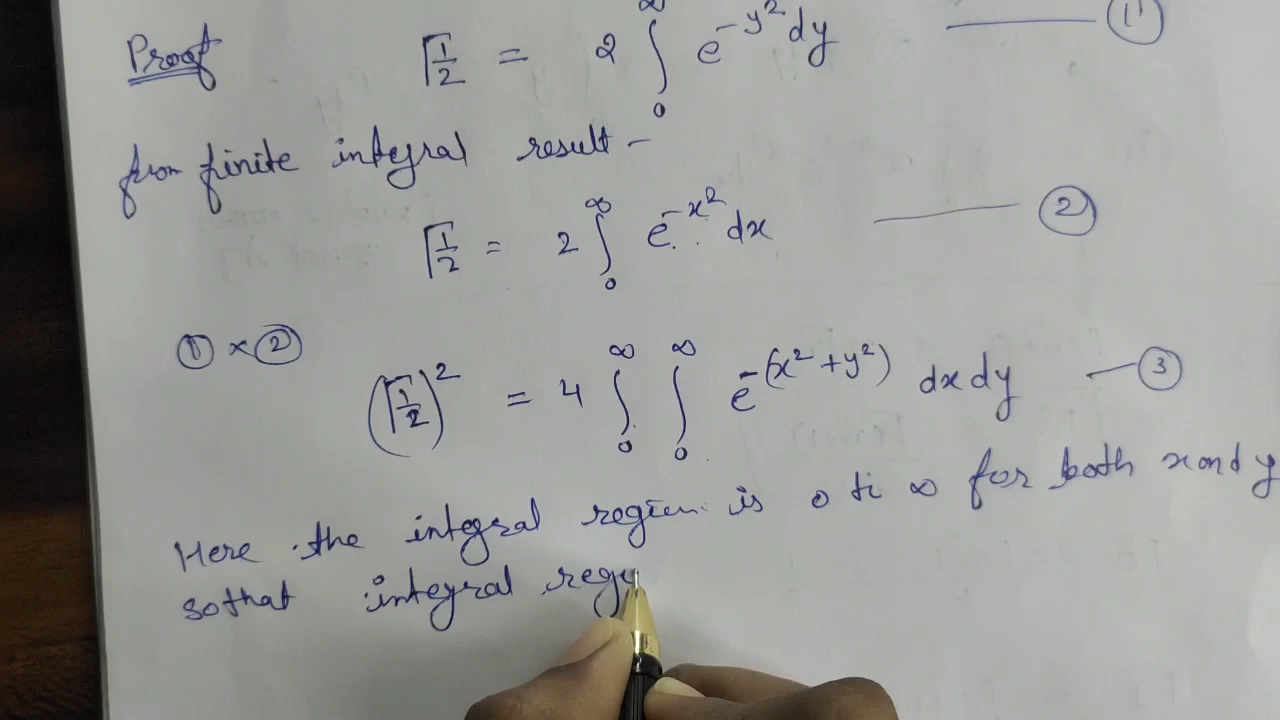 Proof Γ1/2 = 2 ∫₀^∞ e^{-y²} dy ——— ①
from finite integral result -
Γ1/2 = 2 ∫₀^∞ e^{-x²} dx ——— ②
① × ② (Γ1/2)² = 4 ∫₀^∞ ∫₀^∞ e^{-(x²+y²)} dx dy — ③
Here the integral region is 0 to ∞ for both x and y
so that integral regi